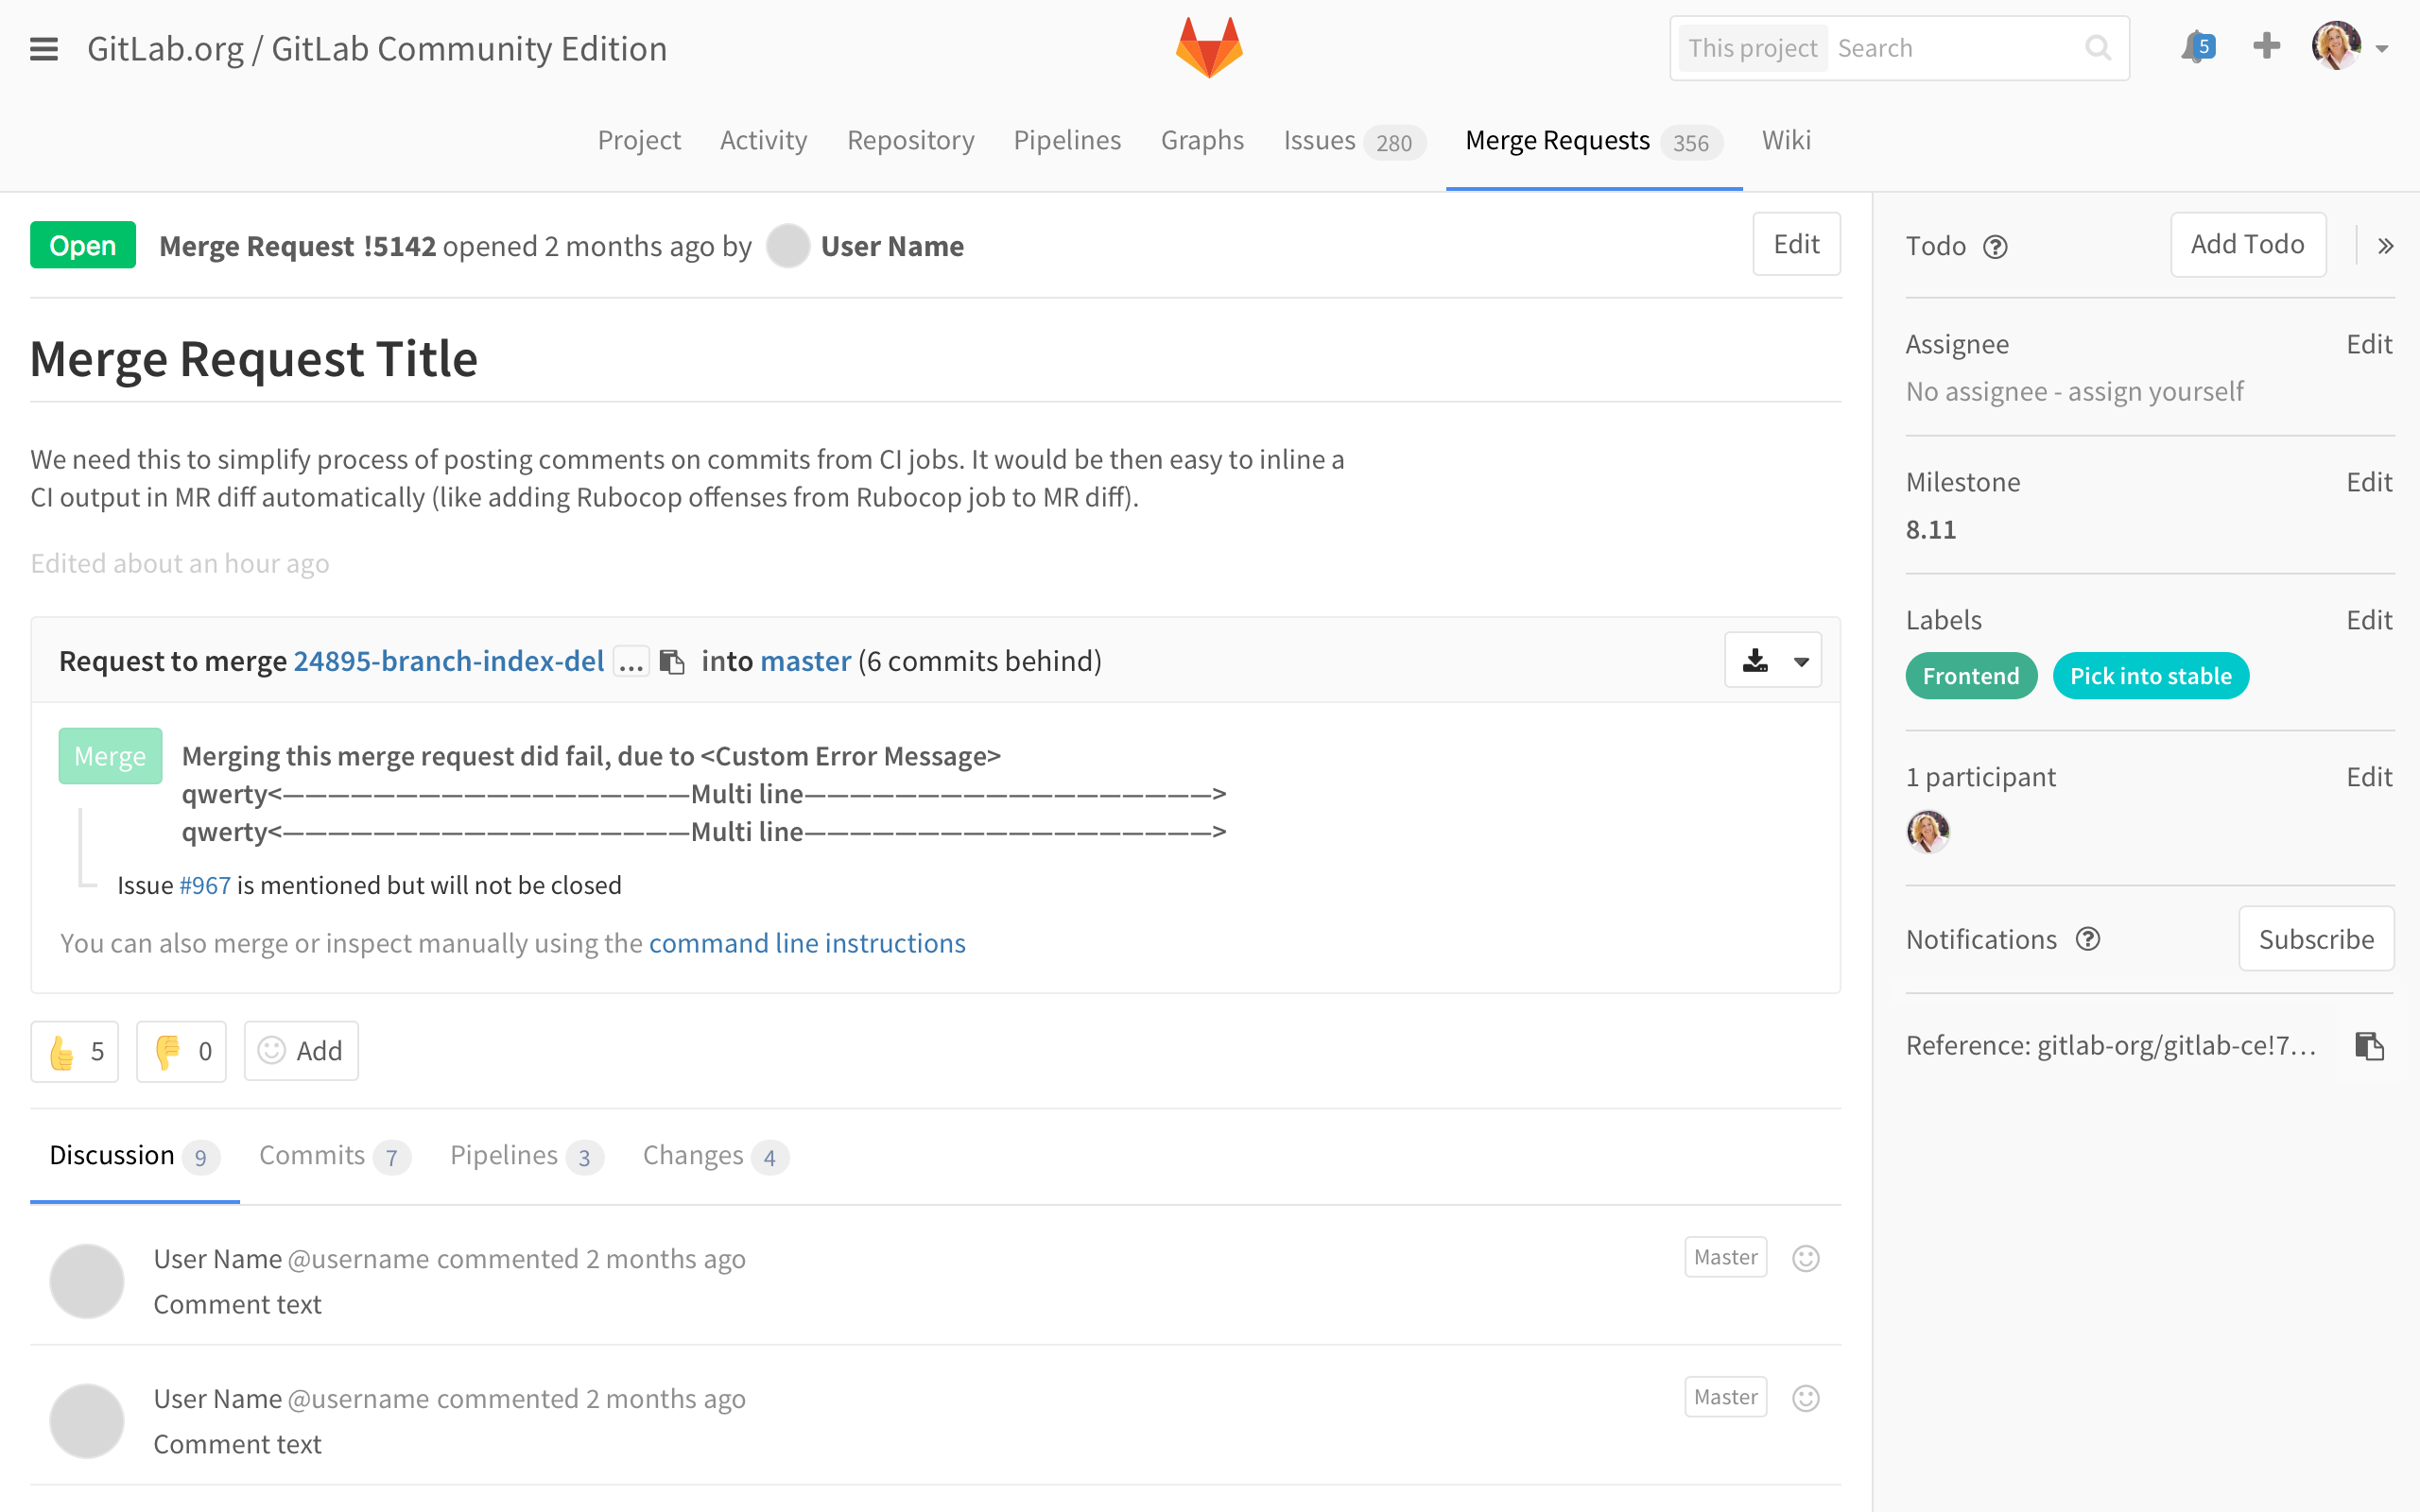 GitLab.org / GitLab Community Edition
This project Search
5
Project Activity Repository Pipelines Graphs Issues 280 Merge Requests 356 Wiki
Open Merge Request !5142 opened 2 months ago by User Name Edit
Merge Request Title
We need this to simplify process of posting comments on commits from CI jobs. It would be then easy to inline a
CI output in MR diff automatically (like adding Rubocop offenses from Rubocop job to MR diff).
Edited about an hour ago
Request to merge 24895-branch-index-del ... into master (6 commits behind)
Merge Merging this merge request did fail, due to <Custom Error Message>
qwerty<——————————————————Multi line——————————————————>
qwerty<——————————————————Multi line——————————————————>
Issue #967 is mentioned but will not be closed
You can also merge or inspect manually using the command line instructions
5 0 Add
Discussion 9 Commits 7 Pipelines 3 Changes 4
User Name @username commented 2 months ago Master
Comment text
User Name @username commented 2 months ago Master
Comment text
Todo ? Add Todo »
Assignee Edit
No assignee - assign yourself
Milestone Edit
8.11
Labels Edit
Frontend Pick into stable
1 participant Edit
Notifications ? Subscribe
Reference: gitlab-org/gitlab-ce!7...